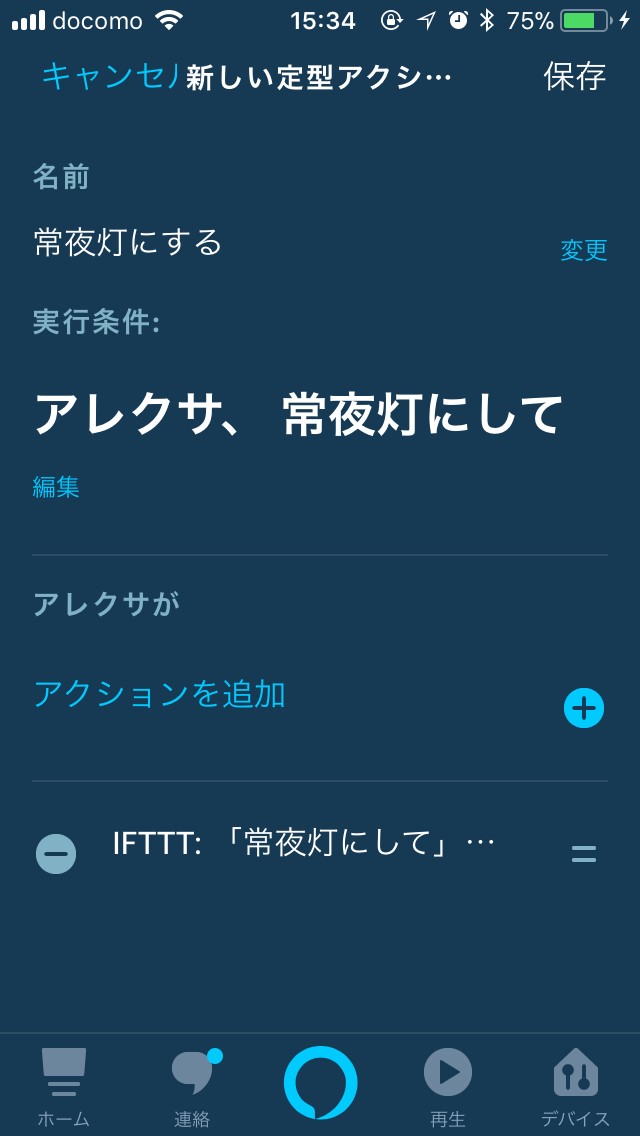 docomo 15:34 75%
キャンセル 新しい定型アクシ… 保存
名前
常夜灯にする 変更
実行条件:
アレクサ、 常夜灯にして
編集
アレクサが
アクションを追加
IFTTT: 「常夜灯にして」…
ホーム 連絡 再生 デバイス